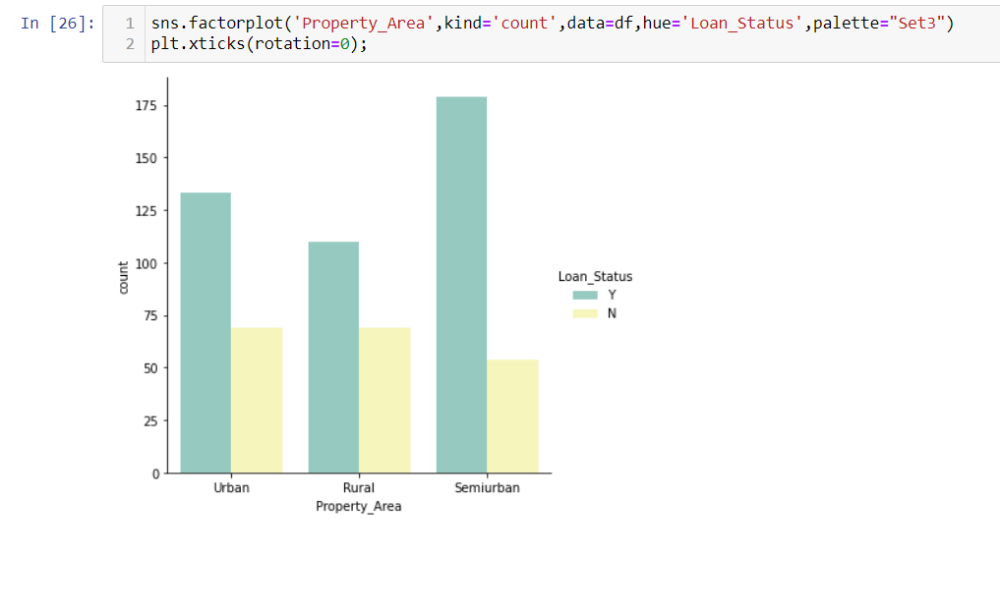 In [26]:
1 sns.factorplot('Property_Area',kind='count',data=df,hue='Loan_Status',palette="Set3")
2 plt.xticks(rotation=0);
175
150
125
100
75
50
25
0
count
Loan_Status
Y
N
Urban Rural Semiurban
Property_Area